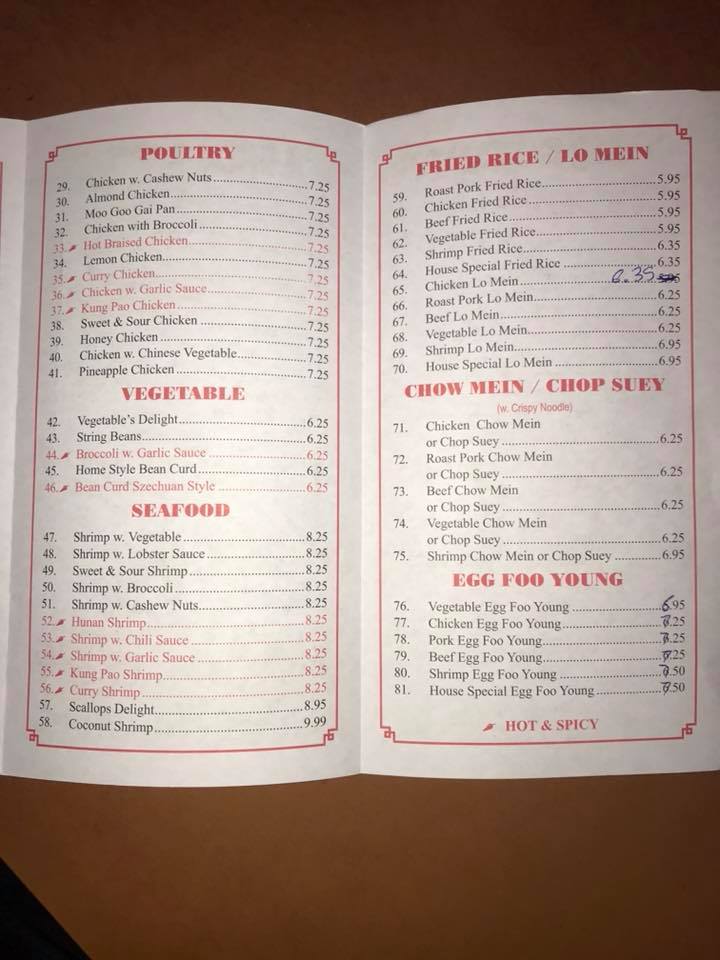 POULTRY
29. Chicken w. Cashew Nuts 7.25
30. Almond Chicken 7.25
31. Moo Goo Gai Pan 7.25
32. Chicken with Broccoli 7.25
33. Hot Braised Chicken 7.25
34. Lemon Chicken 7.25
35. Curry Chicken 7.25
36. Chicken w. Garlic Sauce 7.25
37. Kung Pao Chicken 7.25
38. Sweet & Sour Chicken 7.25
39. Honey Chicken 7.25
40. Chicken w. Chinese Vegetable 7.25
41. Pineapple Chicken 7.25
VEGETABLE
42. Vegetable's Delight 6.25
43. String Beans 6.25
44. Broccoli w. Garlic Sauce 6.25
45. Home Style Bean Curd 6.25
46. Bean Curd Szechuan Style 6.25
SEAFOOD
47. Shrimp w. Vegetable 8.25
48. Shrimp w. Lobster Sauce 8.25
49. Sweet & Sour Shrimp 8.25
50. Shrimp w. Broccoli 8.25
51. Shrimp w. Cashew Nuts 8.25
52. Hunan Shrimp 8.25
53. Shrimp w. Chili Sauce 8.25
54. Shrimp w. Garlic Sauce 8.25
55. Kung Pao Shrimp 8.25
56. Curry Shrimp 8.25
57. Scallops Delight 8.95
58. Coconut Shrimp 9.99
FRIED RICE / LO MEIN
59. Roast Pork Fried Rice 5.95
60. Chicken Fried Rice 5.95
61. Beef Fried Rice 5.95
62. Vegetable Fried Rice 5.95
63. Shrimp Fried Rice 6.35
64. House Special Fried Rice 6.35
65. Chicken Lo Mein 6.35
66. Roast Pork Lo Mein 6.25
67. Beef Lo Mein 6.25
68. Vegetable Lo Mein 6.25
69. Shrimp Lo Mein 6.95
70. House Special Lo Mein 6.95
CHOW MEIN / CHOP SUEY
(w. Crispy Noodle)
71. Chicken Chow Mein
or Chop Suey 6.25
72. Roast Pork Chow Mein
or Chop Suey 6.25
73. Beef Chow Mein
or Chop Suey 6.25
74. Vegetable Chow Mein
or Chop Suey 6.25
75. Shrimp Chow Mein or Chop Suey 6.95
EGG FOO YOUNG
76. Vegetable Egg Foo Young 6.95
77. Chicken Egg Foo Young 7.25
78. Pork Egg Foo Young 7.25
79. Beef Egg Foo Young 7.25
80. Shrimp Egg Foo Young 7.50
81. House Special Egg Foo Young 7.50
HOT & SPICY